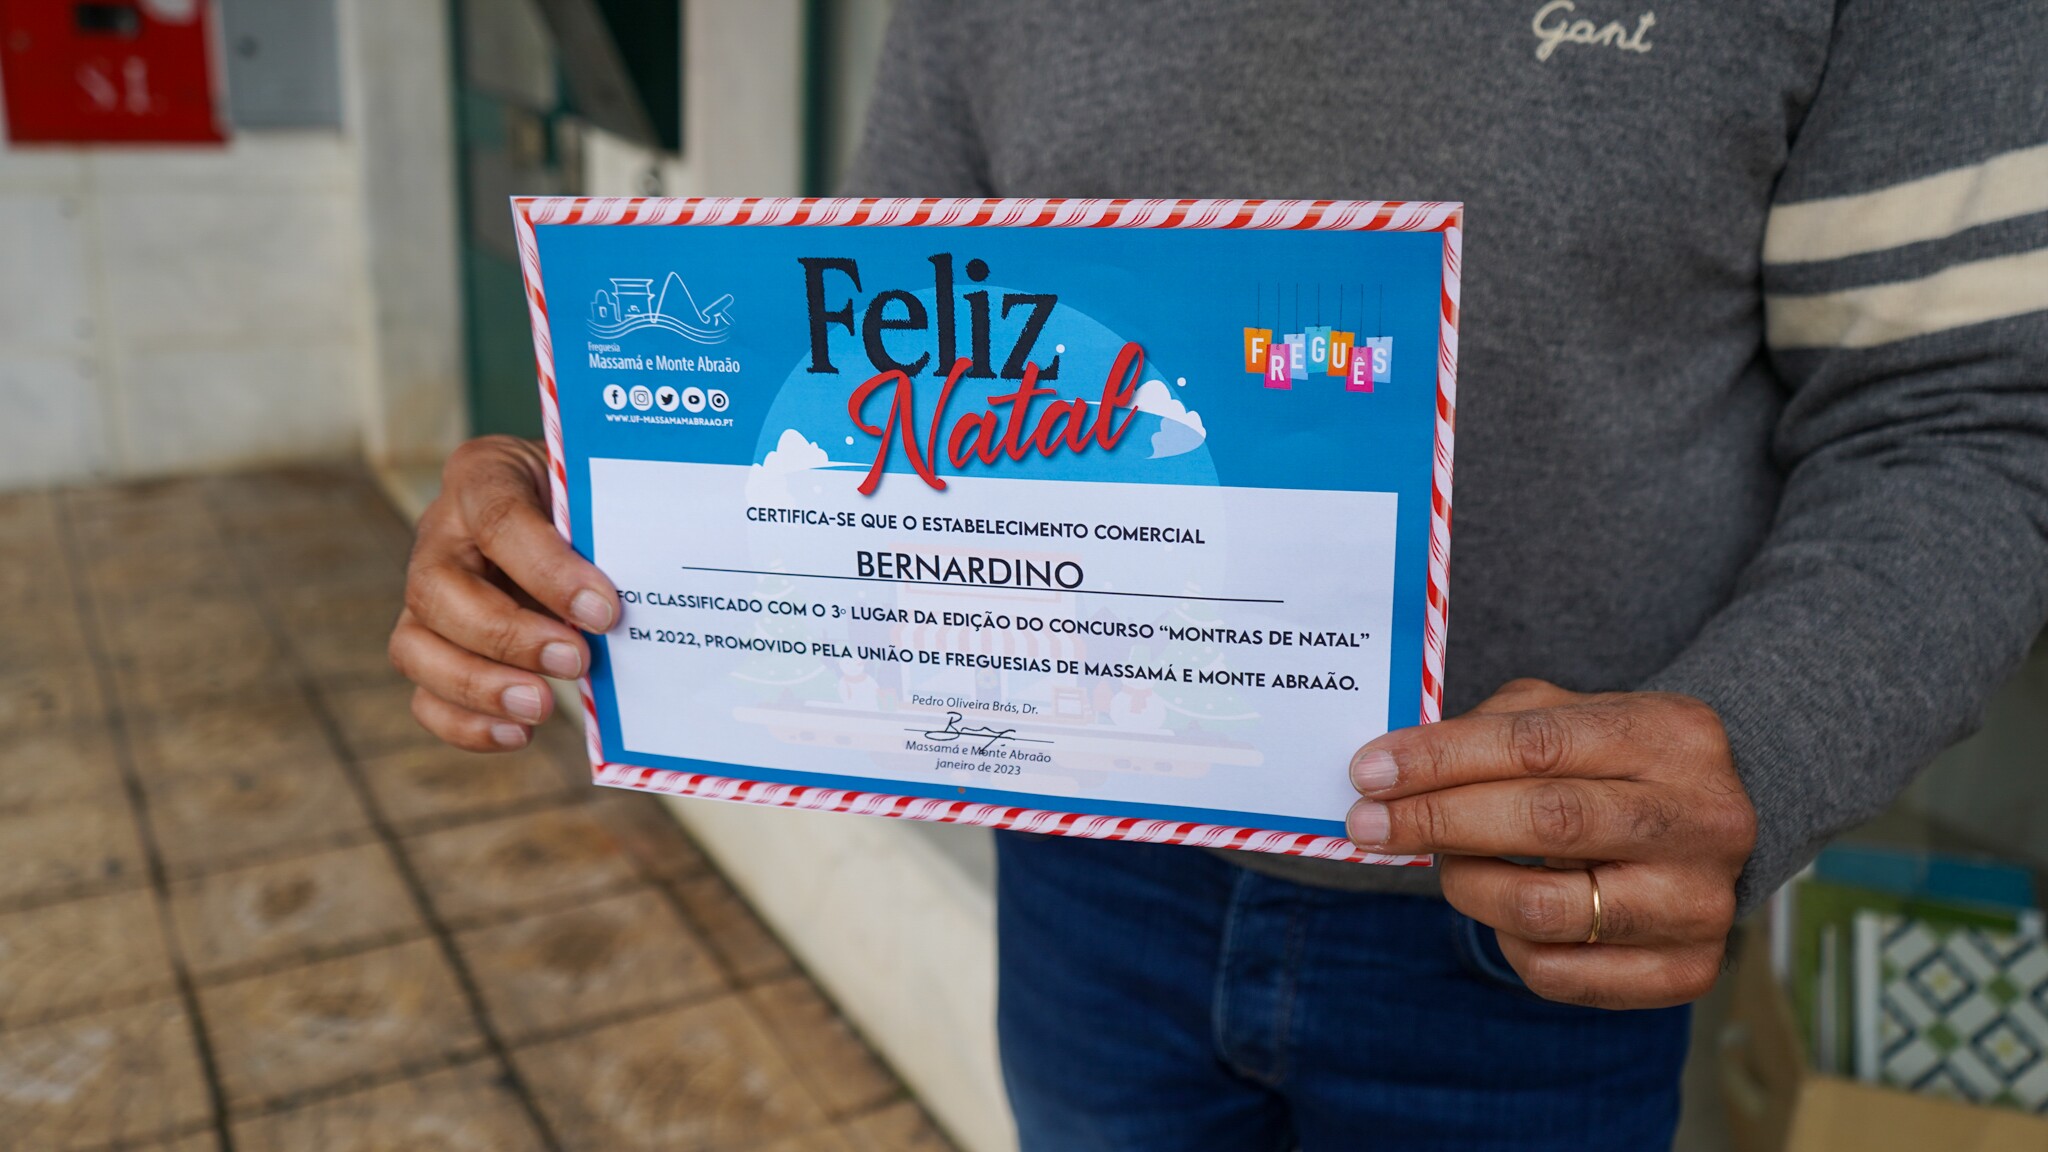 Gant
Feliz
Natal
Freguesia
Massamá e Monte Abraão
WWW.UF-MASSAMAMABRAAO.PT
FREGUÊS
CERTIFICA-SE QUE O ESTABELECIMENTO COMERCIAL
BERNARDINO
FOI CLASSIFICADO COM O 3º LUGAR DA EDIÇÃO DO CONCURSO “MONTRAS DE NATAL”
EM 2022, PROMOVIDO PELA UNIÃO DE FREGUESIAS DE MASSAMÁ E MONTE ABRAÃO.
Pedro Oliveira Brás, Dr.
Massamá e Monte Abraão
janeiro de 2023